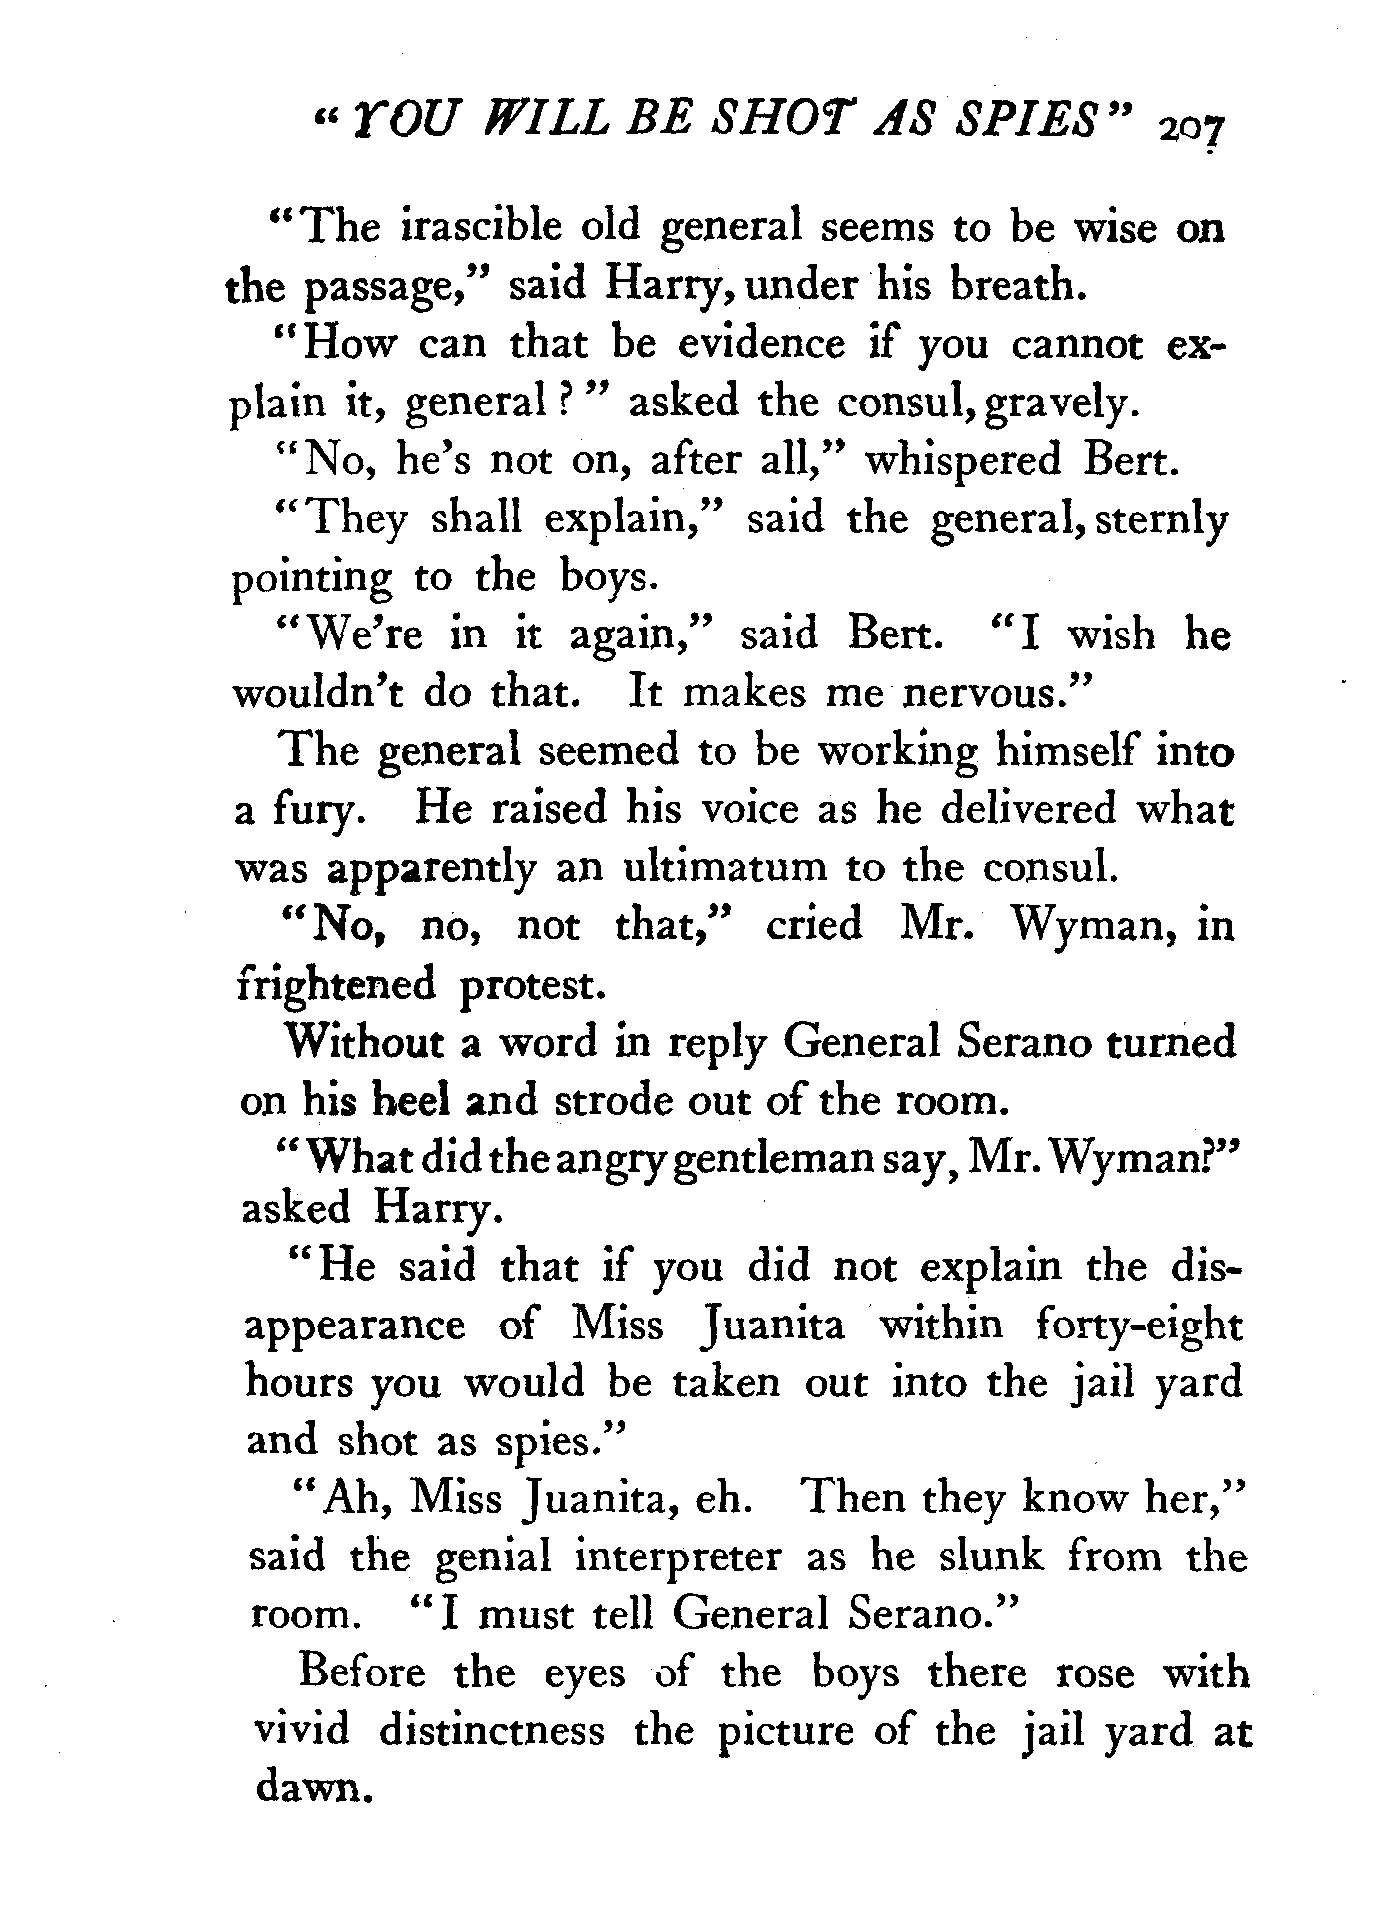 “YOU WILL BE SHOT AS SPIES” 207
“The irascible old general seems to be wise on
the passage,” said Harry, under his breath.
“How can that be evidence if you cannot ex-
plain it, general?” asked the consul, gravely.
“No, he’s not on, after all,” whispered Bert.
“They shall explain,” said the general, sternly
pointing to the boys.
“We’re in it again,” said Bert. “I wish he
wouldn’t do that. It makes me nervous.”
The general seemed to be working himself into
a fury. He raised his voice as he delivered what
was apparently an ultimatum to the consul.
“No, no, not that,” cried Mr. Wyman, in
frightened protest.
Without a word in reply General Serano turned
on his heel and strode out of the room.
“What did the angry gentleman say, Mr. Wyman?”
asked Harry.
“He said that if you did not explain the dis-
appearance of Miss Juanita within forty-eight
hours you would be taken out into the jail yard
and shot as spies.”
“Ah, Miss Juanita, eh. Then they know her,”
said the genial interpreter as he slunk from the
room. “I must tell General Serano.”
Before the eyes of the boys there rose with
vivid distinctness the picture of the jail yard at
dawn.